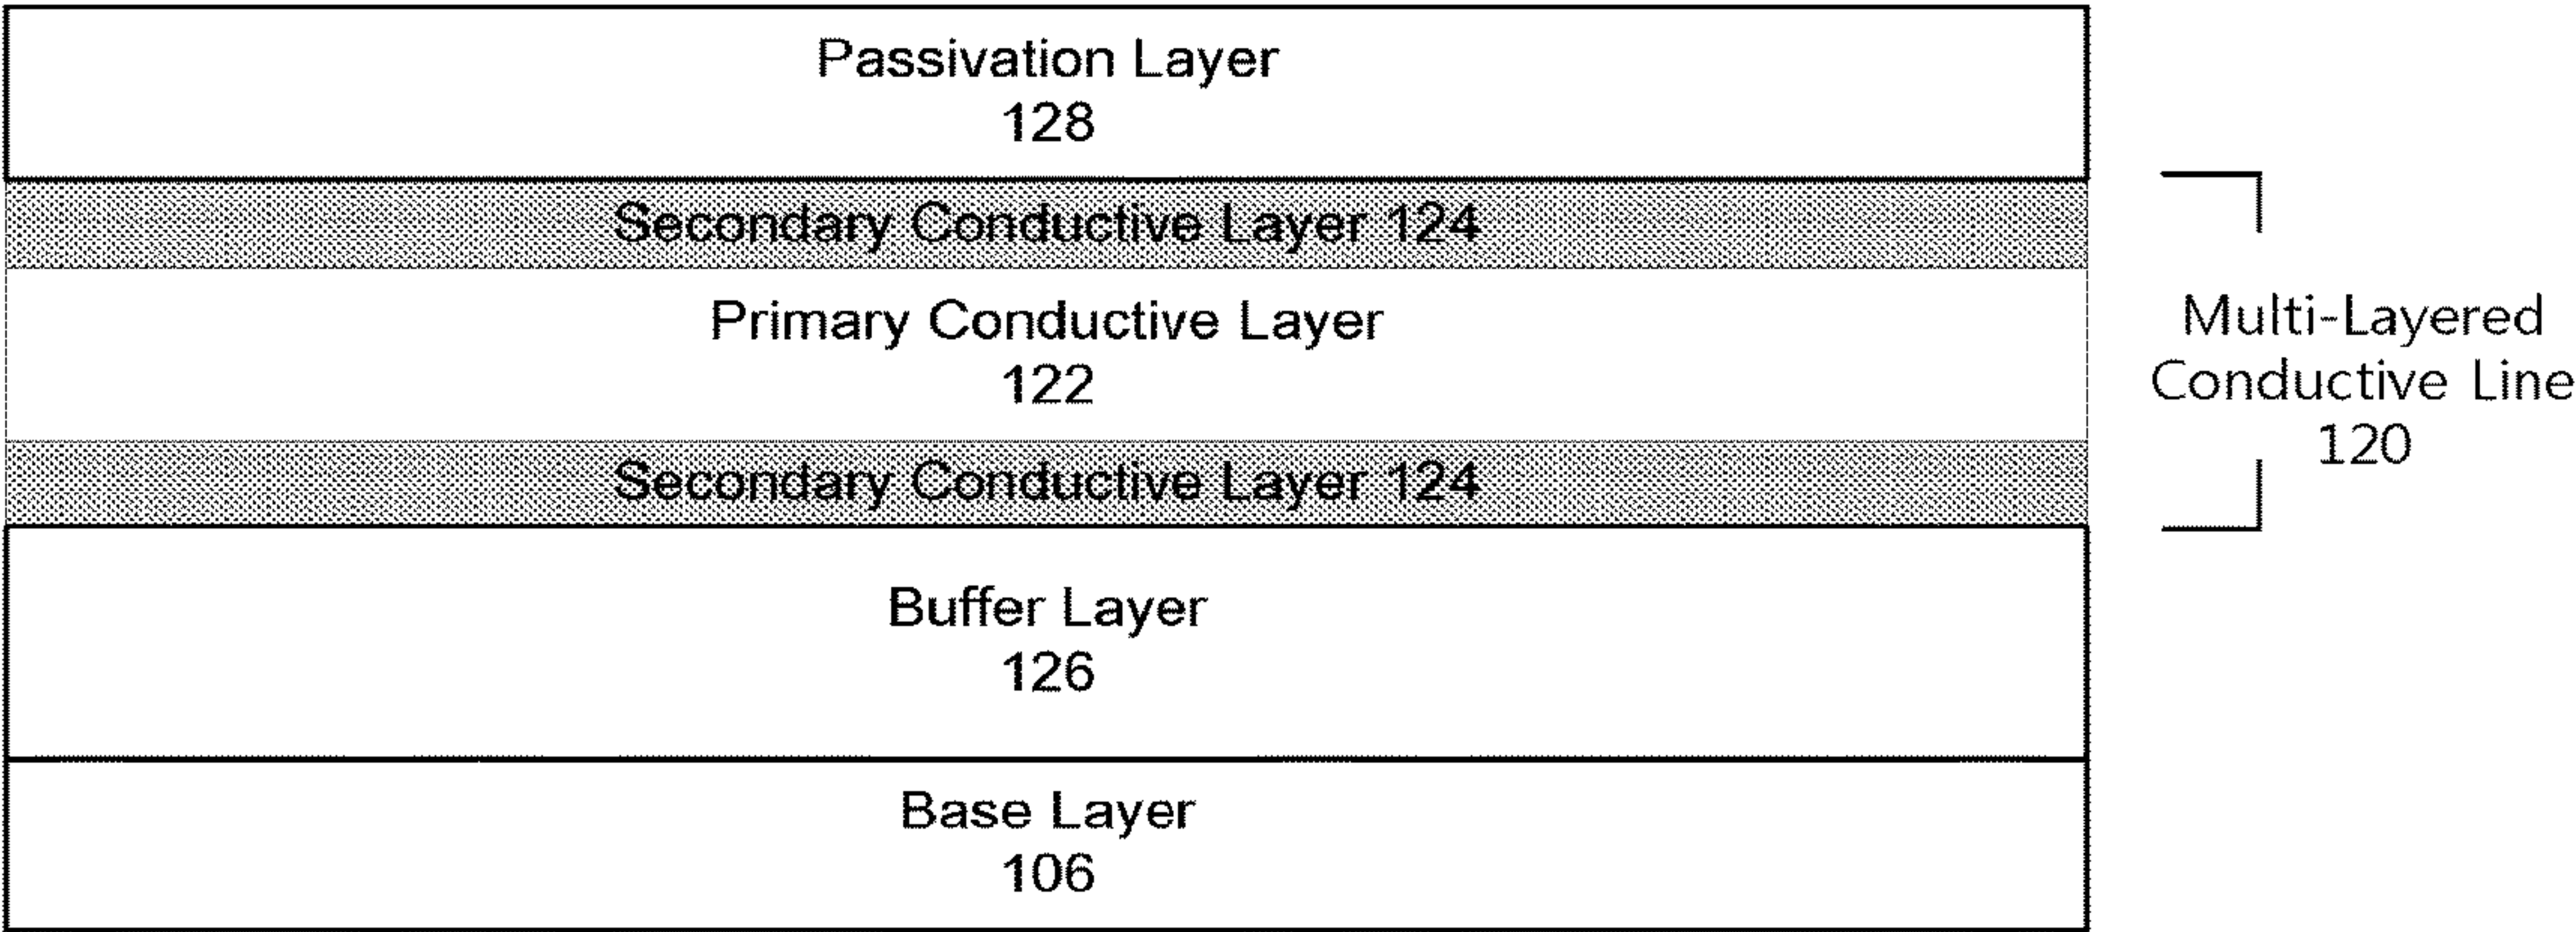 Passivation Layer
128
Secondary Conductive Layer 124
Primary Conductive Layer
122
Secondary Conductive Layer 124
Multi-Layered
Conductive Line
120
Buffer Layer
126
Base Layer
106